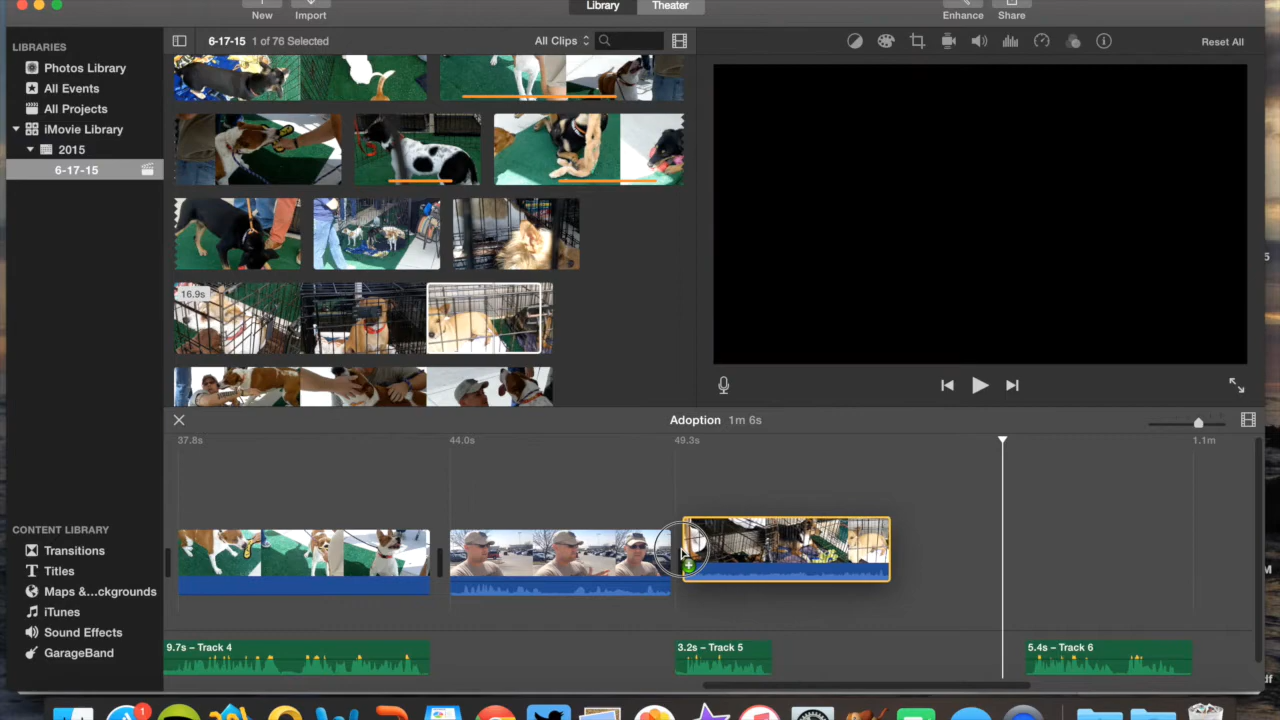 New
Import
Library
Theater
Enhance
Share
LIBRARIES
6-17-15
1 of 76 Selected
All Clips
Reset All
Photos Library
All Events
All Projects
iMovie Library
2015
6-17-15
16.9s
Adoption
1m 6s
37.8s
44.0s
49.3s
1.1m
CONTENT LIBRARY
Transitions
Titles
Maps &...ckgrounds
iTunes
Sound Effects
GarageBand
9.7s – Track 4
3.2s – Track 5
5.4s – Track 6
1